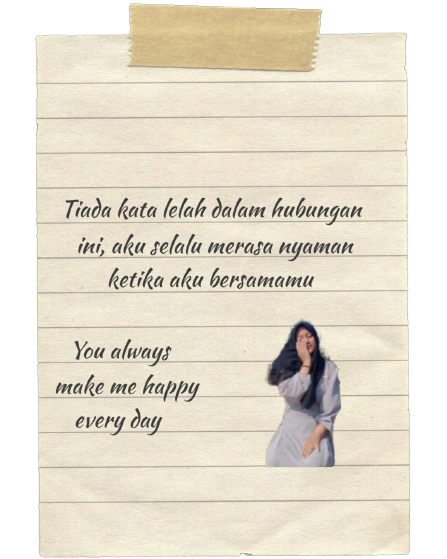 Tiada kata lelah dalam hubungan
ini, aku selalu merasa nyaman
ketika aku bersamamu
You always
make me happy
every day